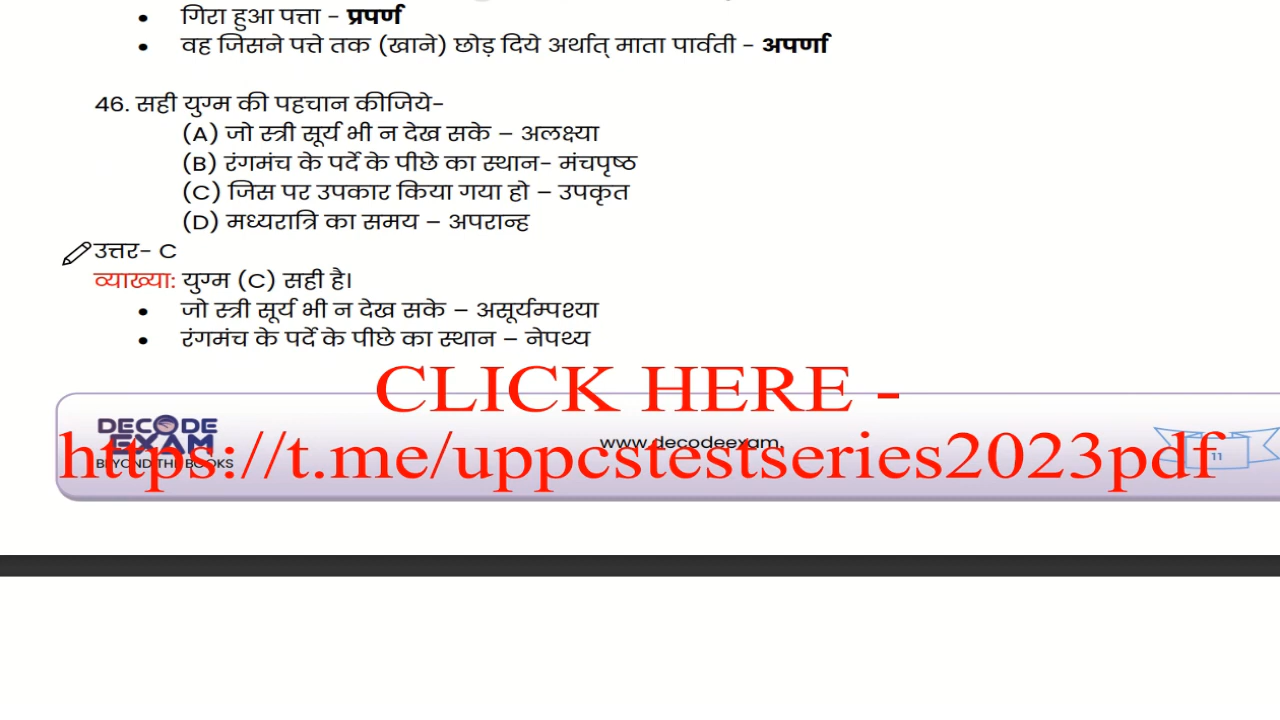 • गिरा हुआ पत्ता - प्रपर्ण
• वह जिसने पत्ते तक (खाने) छोड़ दिये अर्थात् माता पार्वती - अपर्णा
46. सही युग्म की पहचान कीजिये-
(A) जो स्त्री सूर्य भी न देख सके – अलक्ष्या
(B) रंगमंच के पर्दे के पीछे का स्थान- मंचपृष्ठ
(C) जिस पर उपकार किया गया हो – उपकृत
(D) मध्यरात्रि का समय – अपरान्ह
उत्तर- C
व्याख्या: युग्म (C) सही है।
• जो स्त्री सूर्य भी न देख सके – असूर्यम्पश्या
• रंगमंच के पर्दे के पीछे का स्थान – नेपथ्य
CLICK HERE -
https://t.me/uppcstestseries2023pdf
DECODE
EXAM
BEYOND THE BOOKS
www.decodeexam.
11